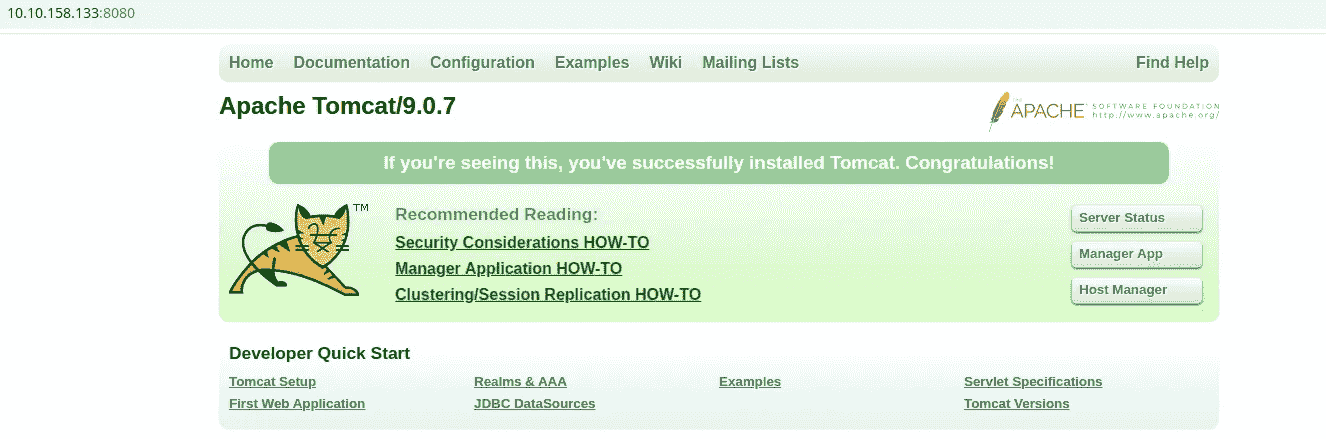 10.10.158.133:8080
Home Documentation Configuration Examples Wiki Mailing Lists Find Help
Apache Tomcat/9.0.7
APACHE SOFTWARE FOUNDATION
http://www.apache.org/
If you're seeing this, you've successfully installed Tomcat. Congratulations!
TM
Recommended Reading:
Security Considerations HOW-TO
Manager Application HOW-TO
Clustering/Session Replication HOW-TO
Server Status
Manager App
Host Manager
Developer Quick Start
Tomcat Setup Realms & AAA Examples Servlet Specifications
First Web Application JDBC DataSources Tomcat Versions